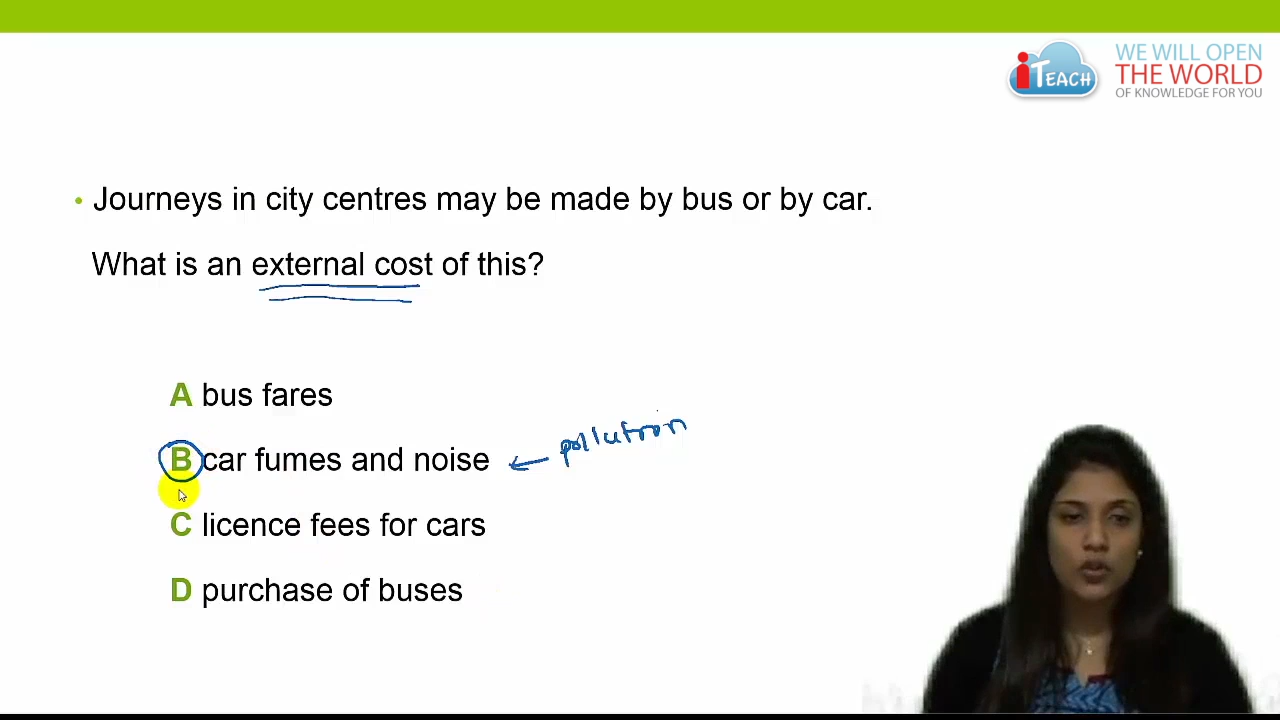 iTEACH
WE WILL OPEN
THE WORLD
OF KNOWLEDGE FOR YOU
• Journeys in city centres may be made by bus or by car.
What is an external cost of this?
A bus fares
pollution
B car fumes and noise
C licence fees for cars
D purchase of buses